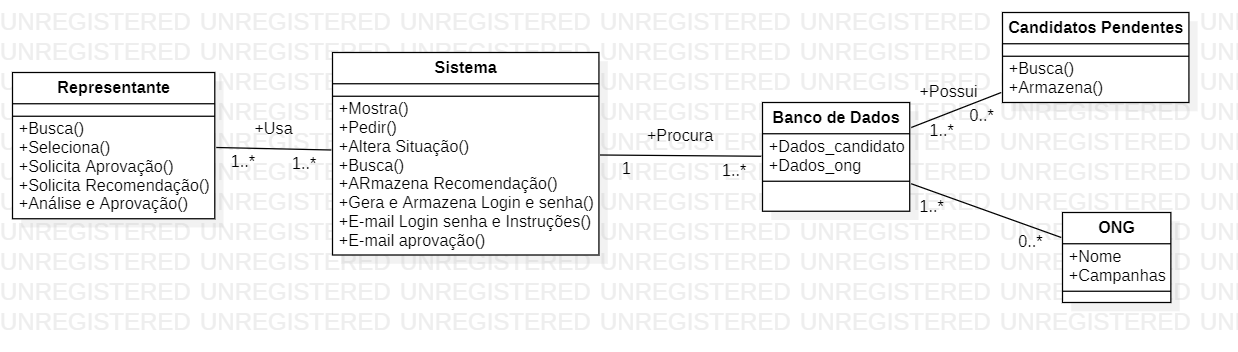 Representante
+Busca()
+Seleciona()
+Solicita Aprovação()
+Solicita Recomendação()
+Análise e Aprovação()
+Usa
1..*
1..*
Sistema
+Mostra()
+Pedir()
+Altera Situação()
+Busca()
+ARmazena Recomendação()
+Gera e Armazena Login e senha()
+E-mail Login senha e Instruções()
+E-mail aprovação()
+Procura
1
1..*
Banco de Dados
+Dados_candidato
+Dados_ong
+Possui
1..*
0..*
Candidatos Pendentes
+Busca()
+Armazena()
1..*
0..*
ONG
+Nome
+Campanhas
UNREGISTERED UNREGISTERED UNREGISTERED UNREGISTERED UNREGISTERED UNREGISTERED UN